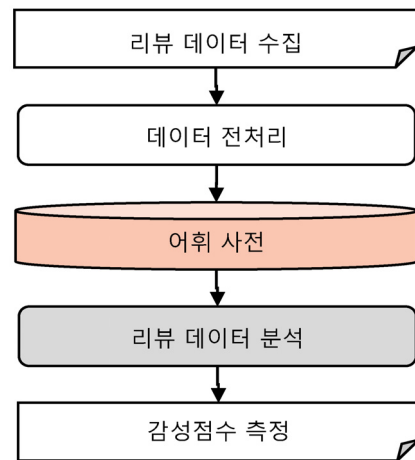 리뷰 데이터 수집
데이터 전처리
어휘 사전
리뷰 데이터 분석
감성점수 측정